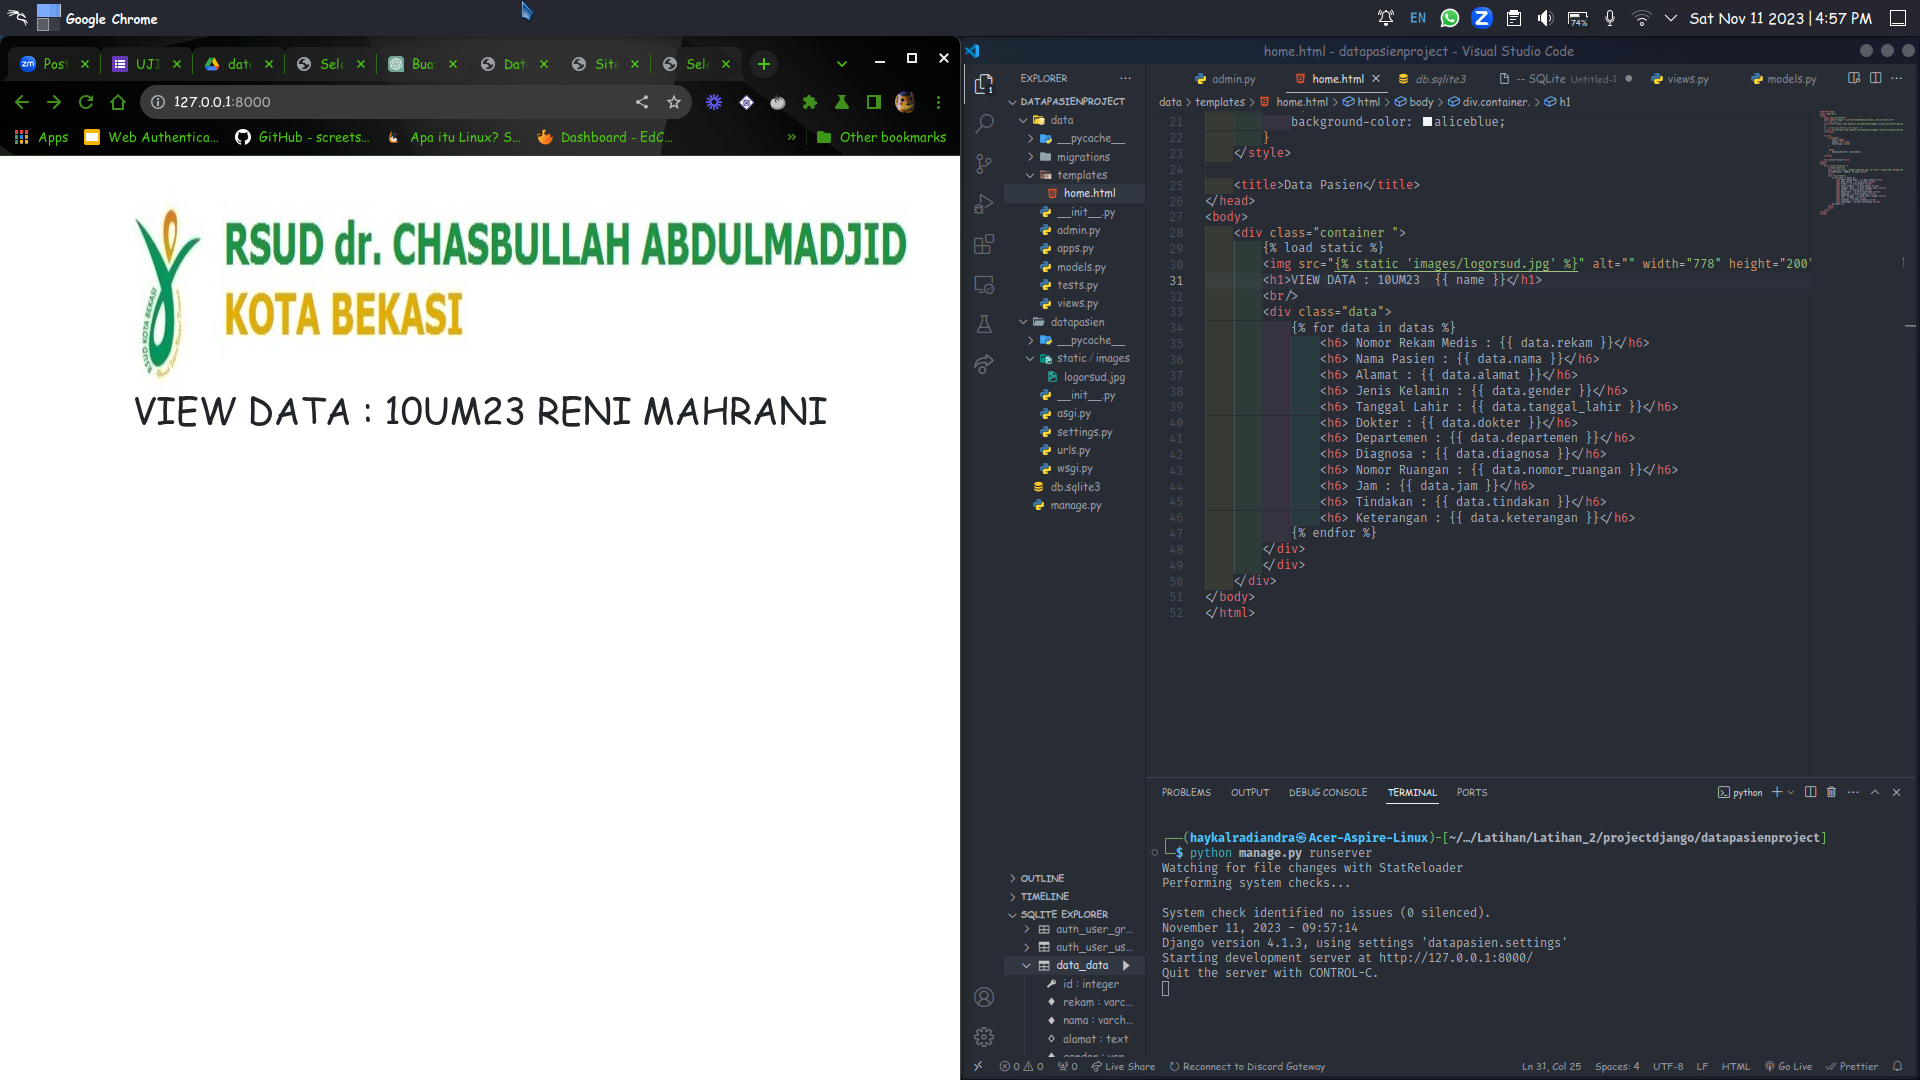 Google Chrome
EN
74%
Sat Nov 11 2023 | 4:57 PM
Post
UJI
data
Sele
Bua
Dat
Site
Sele
127.0.0.1:8000
Apps
Web Authentica...
GitHub - screets...
Apa itu Linux? S...
Dashboard - EdC...
»
Other bookmarks
RSUD dr. CHASBULLAH ABDULMADJID
KOTA BEKASI
RSUD KOTA BEKASI
VIEW DATA : 10UM23 RENI MAHRANI
home.html - datapasienproject - Visual Studio Code
EXPLORER
DATAPASIENPROJECT
data
__pycache__
migrations
templates
home.html
__init__.py
admin.py
apps.py
models.py
tests.py
views.py
datapasien
__pycache__
static / images
logorsud.jpg
__init__.py
asgi.py
settings.py
urls.py
wsgi.py
db.sqlite3
manage.py
OUTLINE
TIMELINE
SQLITE EXPLORER
auth_user_gr...
auth_user_us...
data_data
id : integer
rekam : varc...
nama : varch...
alamat : text
admin.py
home.html
db.sqlite3
-- SQLite Untitled-1
views.py
models.py
data > templates > home.html > html > body > div.container. > h1
21 background-color: aliceblue;
22 }
23 </style>
24
25 <title>Data Pasien</title>
26 </head>
27 <body>
28 <div class="container ">
29 {% load static %}
30 <img src="{% static 'images/logorsud.jpg' %}" alt="" width="778" height="200"
31 <h1>VIEW DATA : 10UM23 {{ name }}</h1>
32 <br/>
33 <div class="data">
34 {% for data in datas %}
35 <h6> Nomor Rekam Medis : {{ data.rekam }}</h6>
36 <h6> Nama Pasien : {{ data.nama }}</h6>
37 <h6> Alamat : {{ data.alamat }}</h6>
38 <h6> Jenis Kelamin : {{ data.gender }}</h6>
39 <h6> Tanggal Lahir : {{ data.tanggal_lahir }}</h6>
40 <h6> Dokter : {{ data.dokter }}</h6>
41 <h6> Departemen : {{ data.departemen }}</h6>
42 <h6> Diagnosa : {{ data.diagnosa }}</h6>
43 <h6> Nomor Ruangan : {{ data.nomor_ruangan }}</h6>
44 <h6> Jam : {{ data.jam }}</h6>
45 <h6> Tindakan : {{ data.tindakan }}</h6>
46 <h6> Keterangan : {{ data.keterangan }}</h6>
47 {% endfor %}
48 </div>
49 </div>
50 </div>
51 </body>
52 </html>
PROBLEMS OUTPUT DEBUG CONSOLE TERMINAL PORTS
python
(haykalradiandra㉿Acer-Aspire-Linux)-[~/…/Latihan/Latihan_2/projectdjango/datapasienproject]
$ python manage.py runserver
Watching for file changes with StatReloader
Performing system checks...
System check identified no issues (0 silenced).
November 11, 2023 - 09:57:14
Django version 4.1.3, using settings 'datapasien.settings'
Starting development server at http://127.0.0.1:8000/
Quit the server with CONTROL-C.
0 0 0 Live Share Reconnect to Discord Gateway
Ln 31, Col 25 Spaces: 4 UTF-8 LF HTML Go Live Prettier